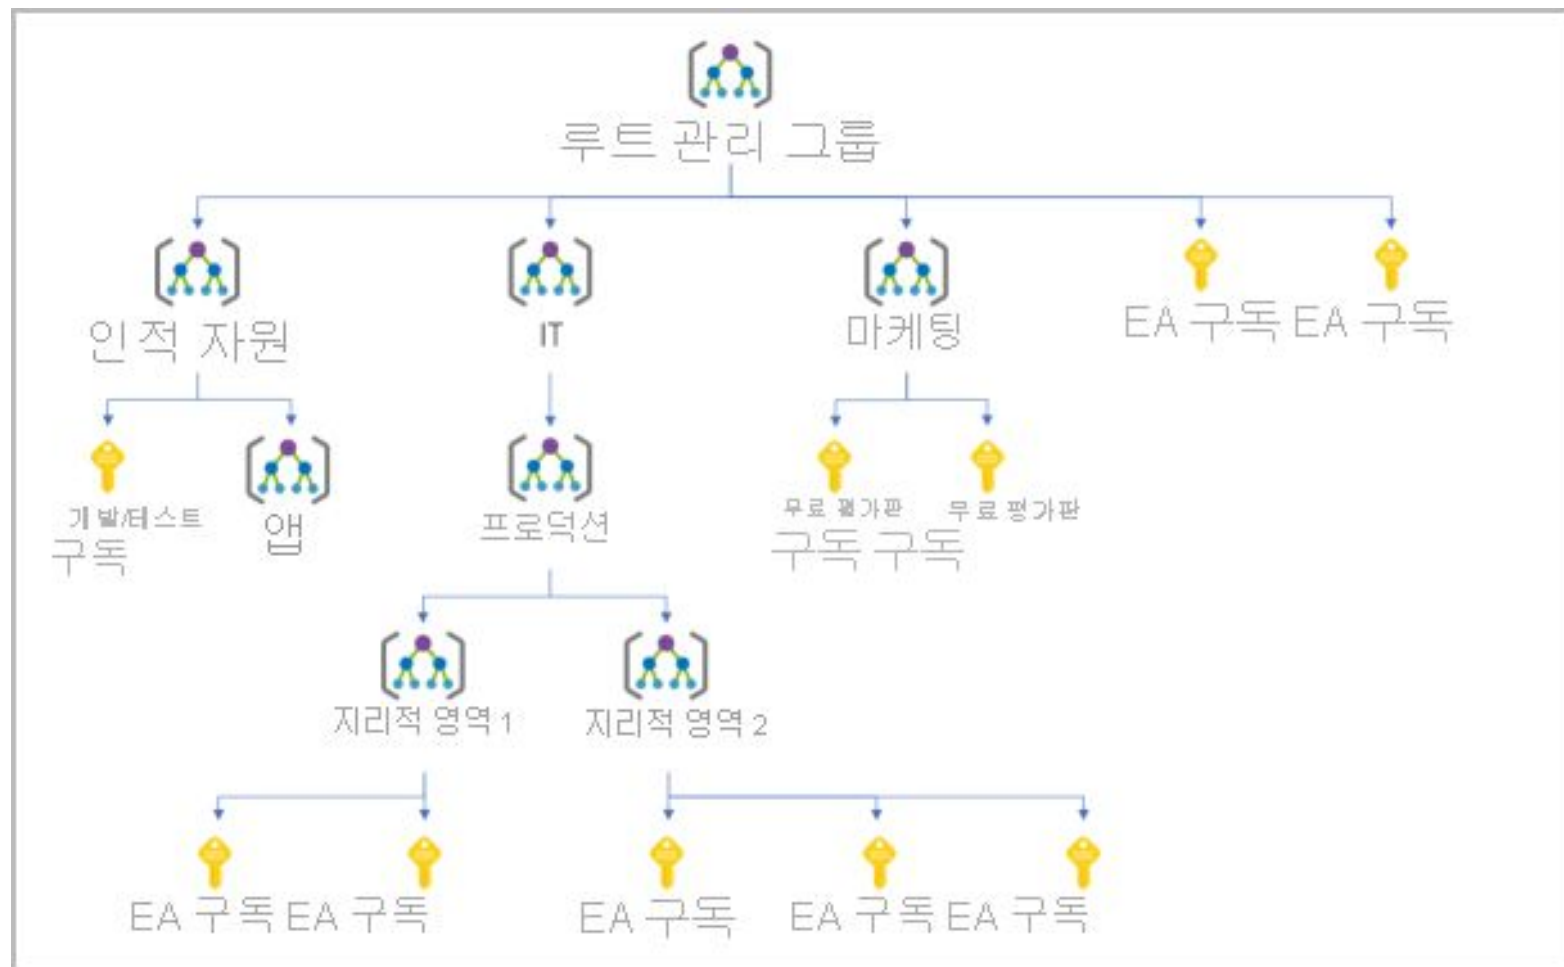 루트 관리 그룹
인적 자원
IT
마케팅
EA 구독 EA 구독
개발/테스트
구독
앱
프로덕션
무료 평가판 무료 평가판
구독 구독
지리적 영역 1
지리적 영역 2
EA 구독 EA 구독
EA 구독
EA 구독 EA 구독